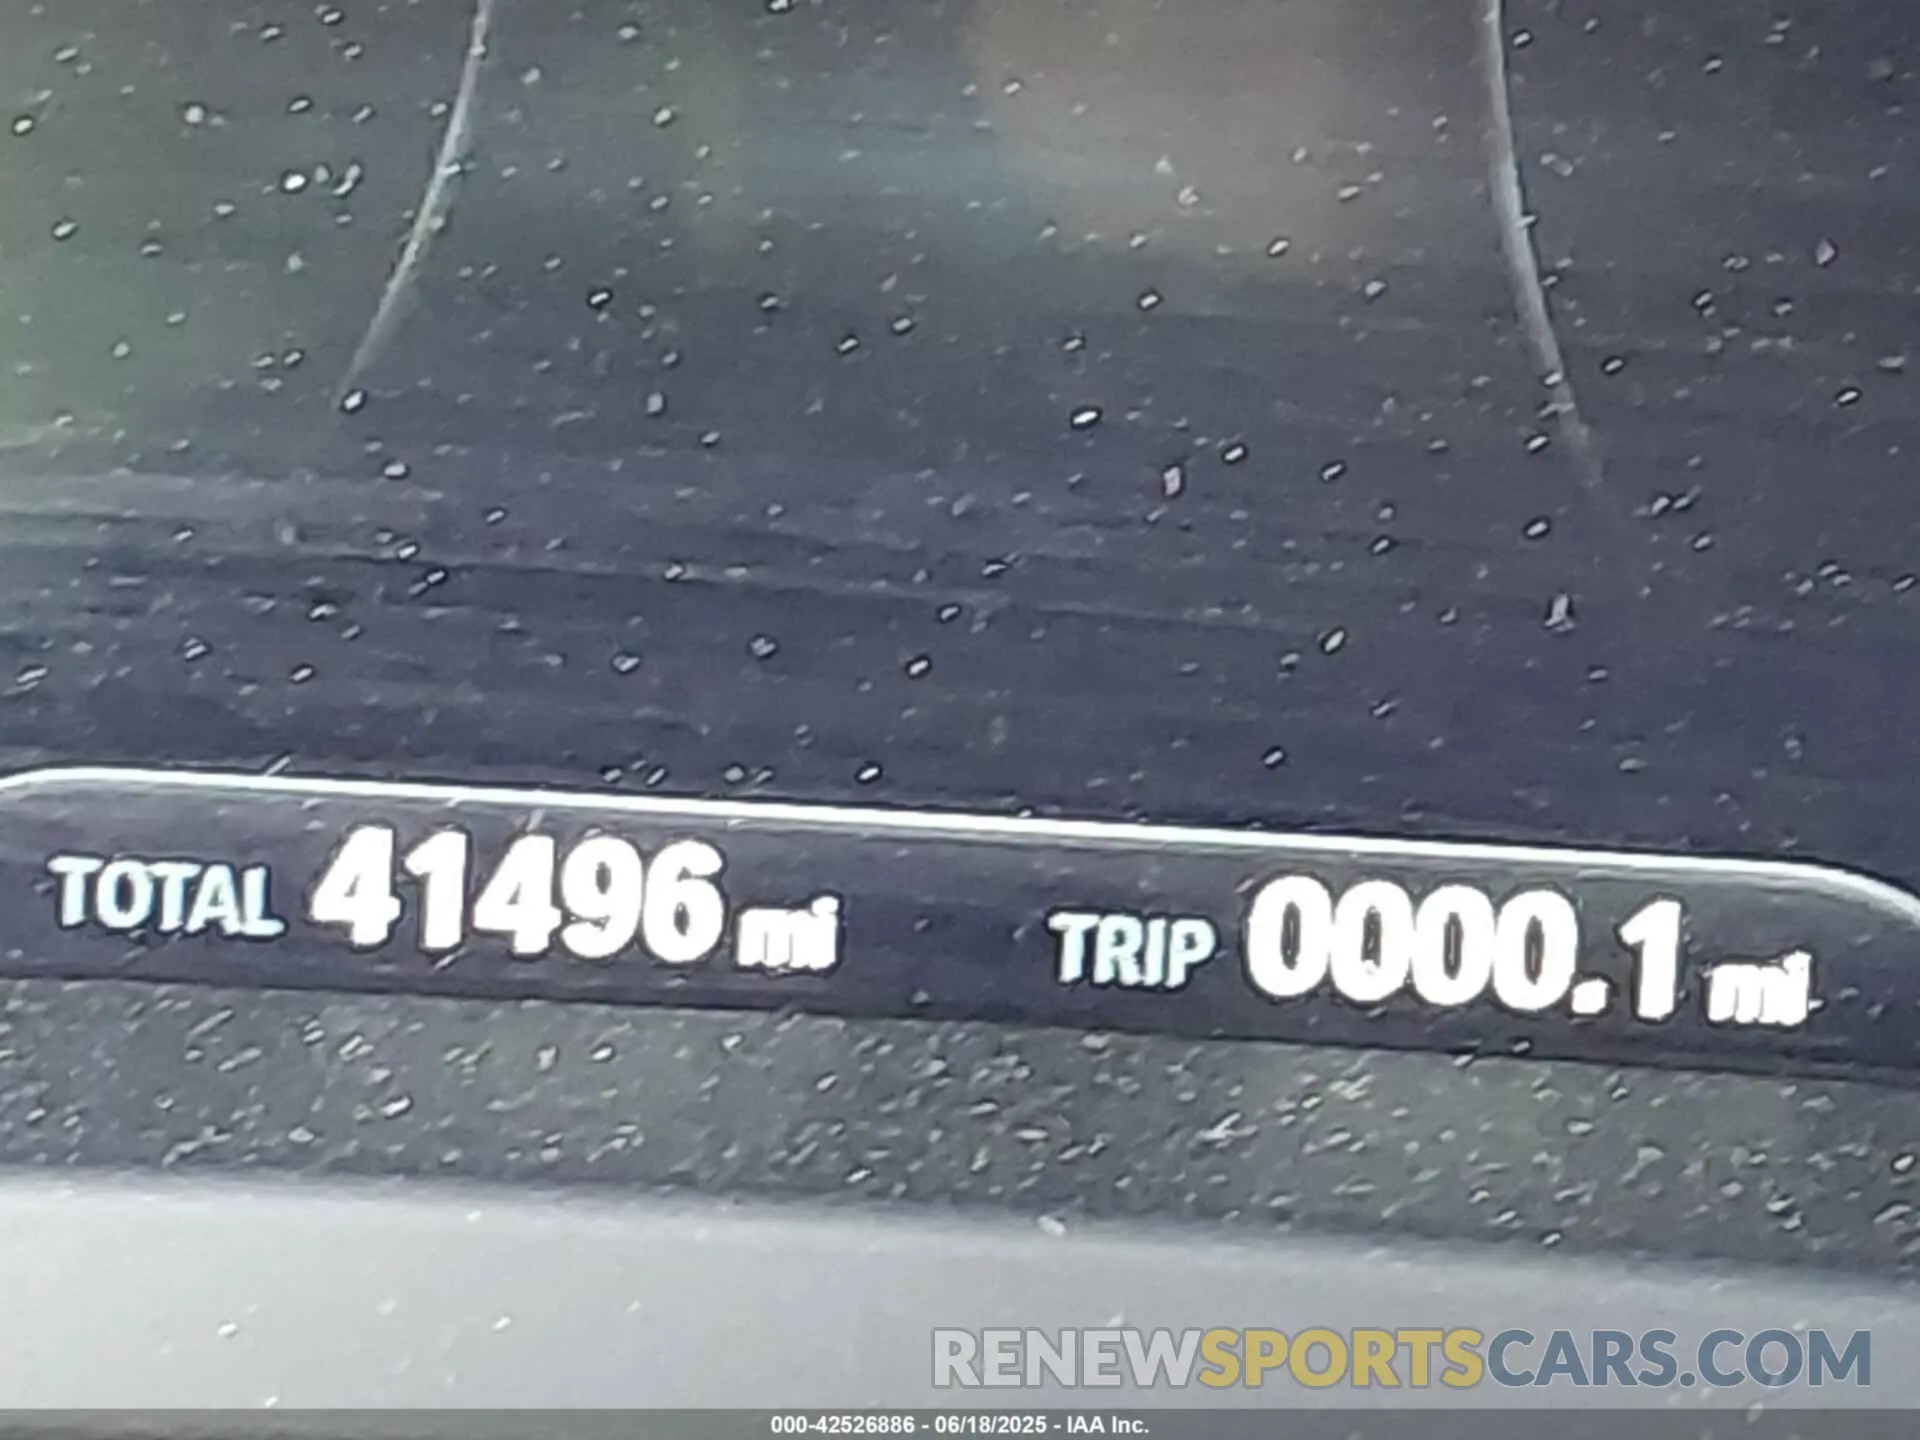 TOTAL 41496 mi TRIP 0000.1 mi
RENEWSPORTSCARS.COM
000-42526886 - 06/18/2025 - IAA Inc.